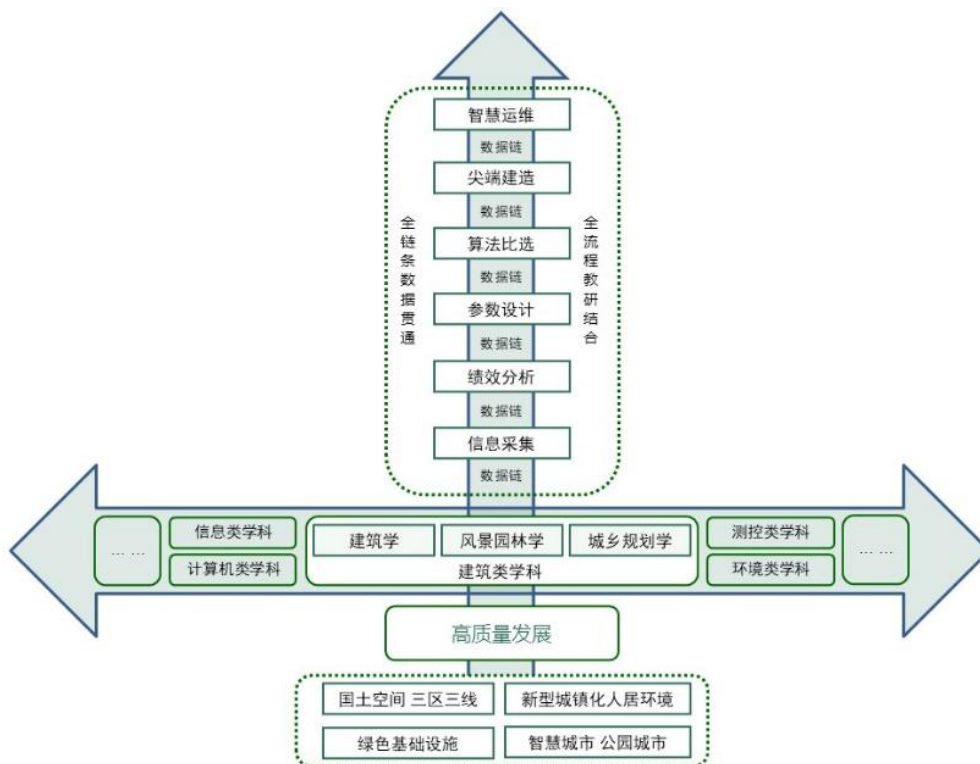 智慧运维
数据链
尖端建造
数据链
算法比选
数据链
参数设计
数据链
绩效分析
数据链
信息采集
数据链
全链条数据贯通
全流程教研结合
... ...
信息类学科
计算机类学科
建筑学
风景园林学
城乡规划学
建筑类学科
测控类学科
环境类学科
... ...
高质量发展
国土空间 三区三线
新型城镇化人居环境
绿色基础设施
智慧城市 公园城市